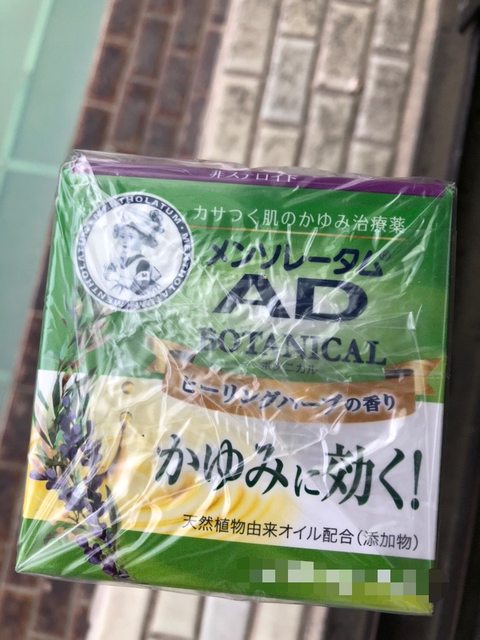 非ステロイド
カサつく肌のかゆみ治療薬
MENTHOLATUM
メンソレータム
AD
BOTANICAL
ボタニカル
ヒーリングハーブの香り
かゆみに効く!
天然植物由来オイル配合(添加物)